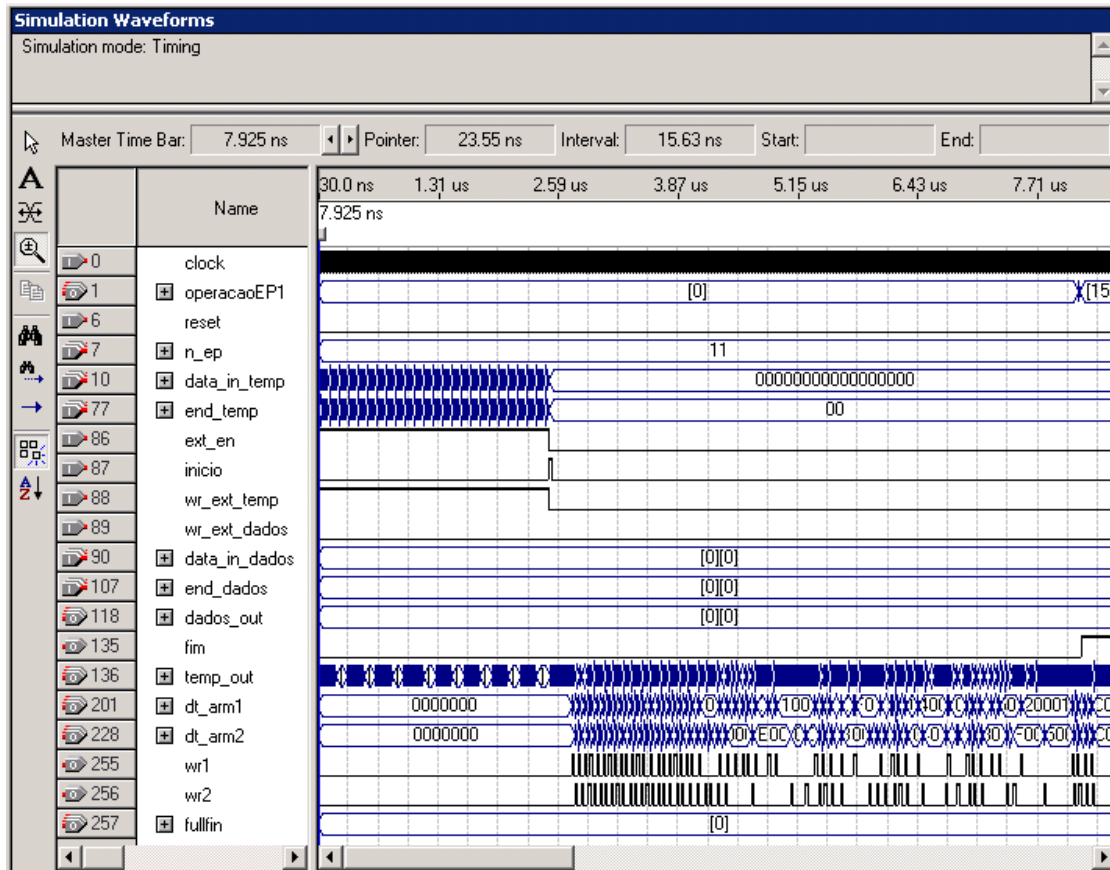 Simulation Waveforms
Simulation mode: Timing
Master Time Bar: 7.925 ns Pointer: 23.55 ns Interval: 15.63 ns Start: End:
Name 30.0 ns 1.31 us 2.59 us 3.87 us 5.15 us 6.43 us 7.71 us
7.925 ns
0 clock
1 operacaoEP1 [0] [15
6 reset
7 n_ep 11
10 data_in_temp 00000000000000000
77 end_temp 00
86 ext_en
87 inicio
88 wr_ext_temp
89 wr_ext_dados
90 data_in_dados [0][0]
107 end_dados [0][0]
118 dados_out [0][0]
135 fim
136 temp_out
201 dt_arm1 0000000 100 20001
228 dt_arm2 0000000
255 wr1
256 wr2
257 fullfin [0]